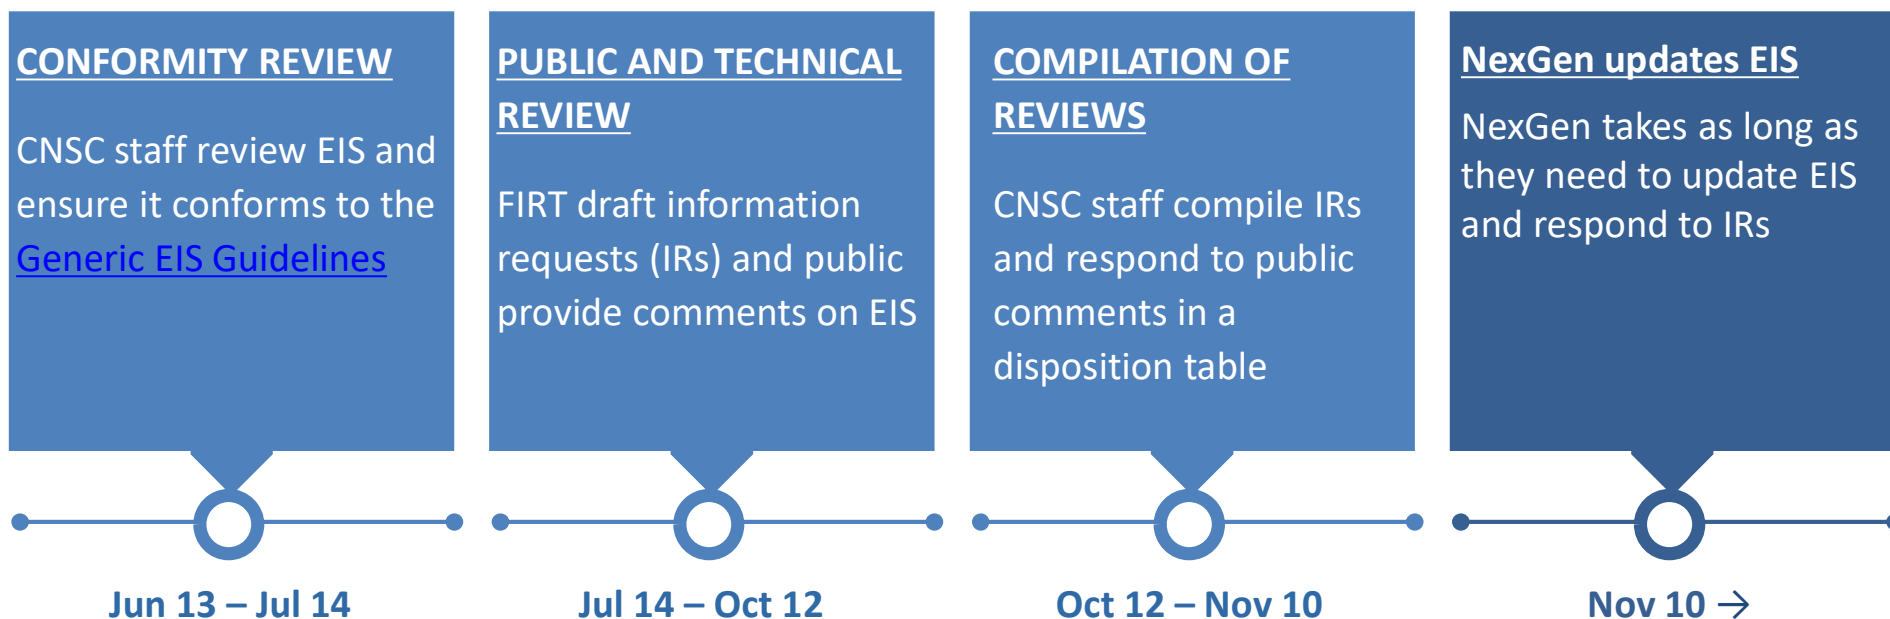 CONFORMITY REVIEW
CNSC staff review EIS and
ensure it conforms to the
Generic EIS Guidelines
Jun 13 – Jul 14
PUBLIC AND TECHNICAL
REVIEW
FIRT draft information
requests (IRs) and public
provide comments on EIS
Jul 14 – Oct 12
COMPILATION OF
REVIEWS
CNSC staff compile IRs
and respond to public
comments in a
disposition table
Oct 12 – Nov 10
NexGen updates EIS
NexGen takes as long as
they need to update EIS
and respond to IRs
Nov 10 →